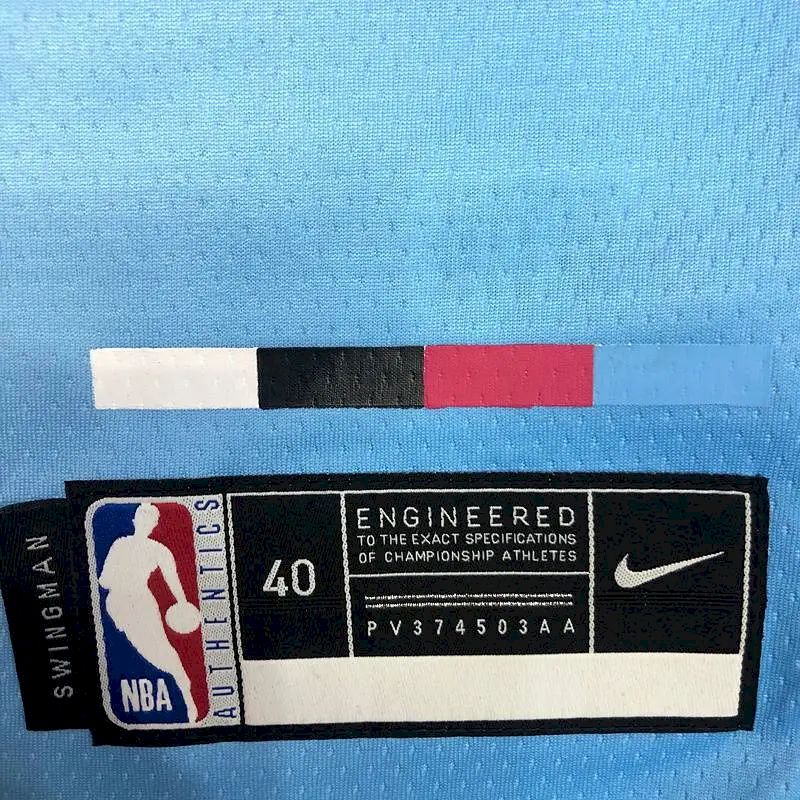 SWINGMAN
NBA
AUTHENTICS
40
ENGINEERED
TO THE EXACT SPECIFICATIONS
OF CHAMPIONSHIP ATHLETES
PV374503AA